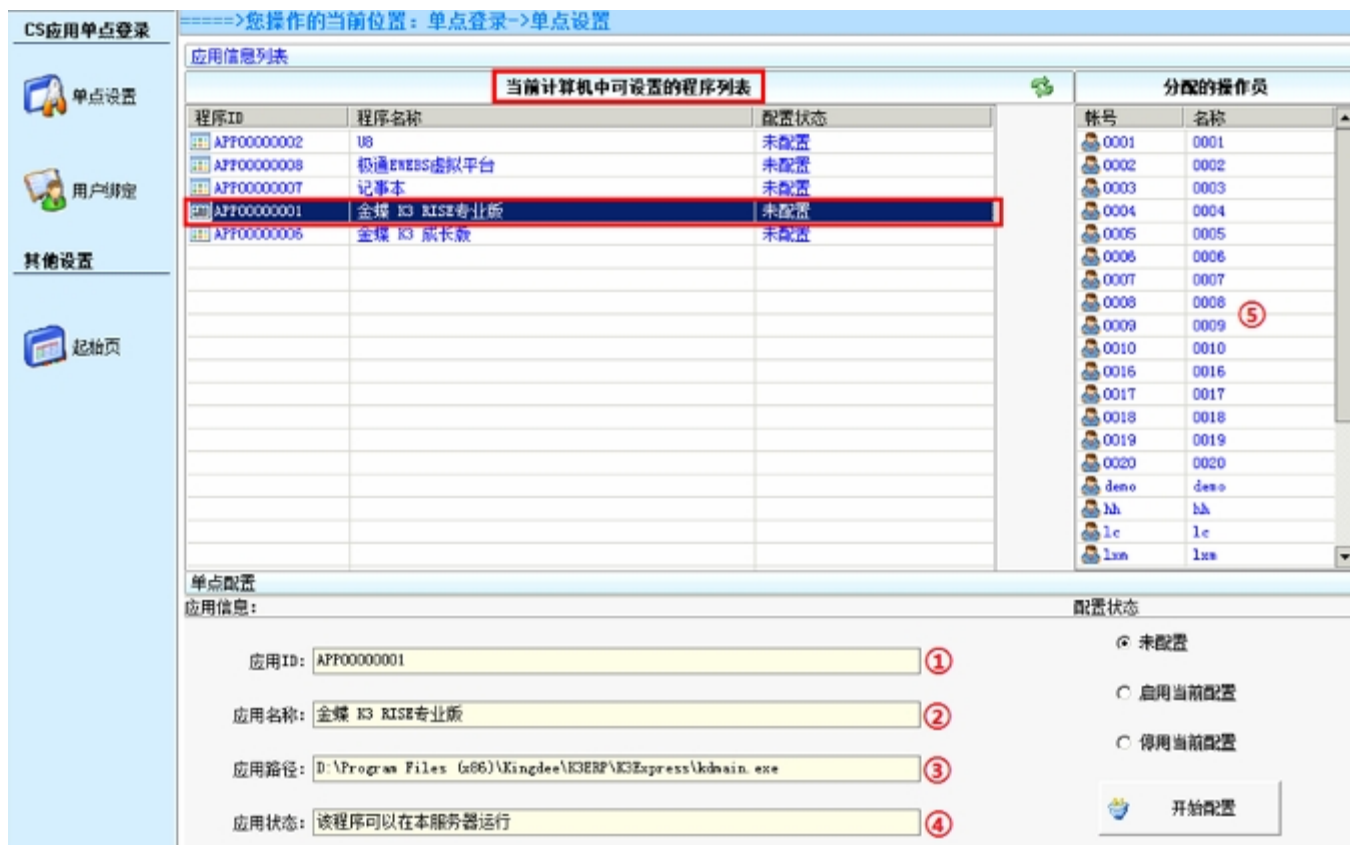 CS应用单点登录
单点设置
用户绑定
其他设置
起始页
=====>您操作的当前位置：单点登录->单点设置
应用信息列表
当前计算机中可设置的程序列表
程序ID 程序名称 配置状态
APP00000002 U8 未配置
APP00000008 极通EWEBS虚拟平台 未配置
APP00000007 记事本 未配置
APP00000001 金蝶 K3 RISE专业版 未配置
APP00000006 金蝶 K3 成长版 未配置
分配的操作员
帐号 名称
0001 0001
0002 0002
0003 0003
0004 0004
0005 0005
0006 0006
0007 0007
0008 0008
0009 0009
⑤
0010 0010
0016 0016
0017 0017
0018 0018
0019 0019
0020 0020
demo demo
hh hh
lc lc
lxm lxm
单点配置
应用信息：
应用ID： APP00000001 ①
应用名称： 金蝶 K3 RISE专业版 ②
应用路径： D:\Program Files (x86)\Kingdee\K3ERP\K3Express\kdmain.exe ③
应用状态： 该程序可以在本服务器运行 ④
配置状态
未配置
启用当前配置
停用当前配置
开始配置